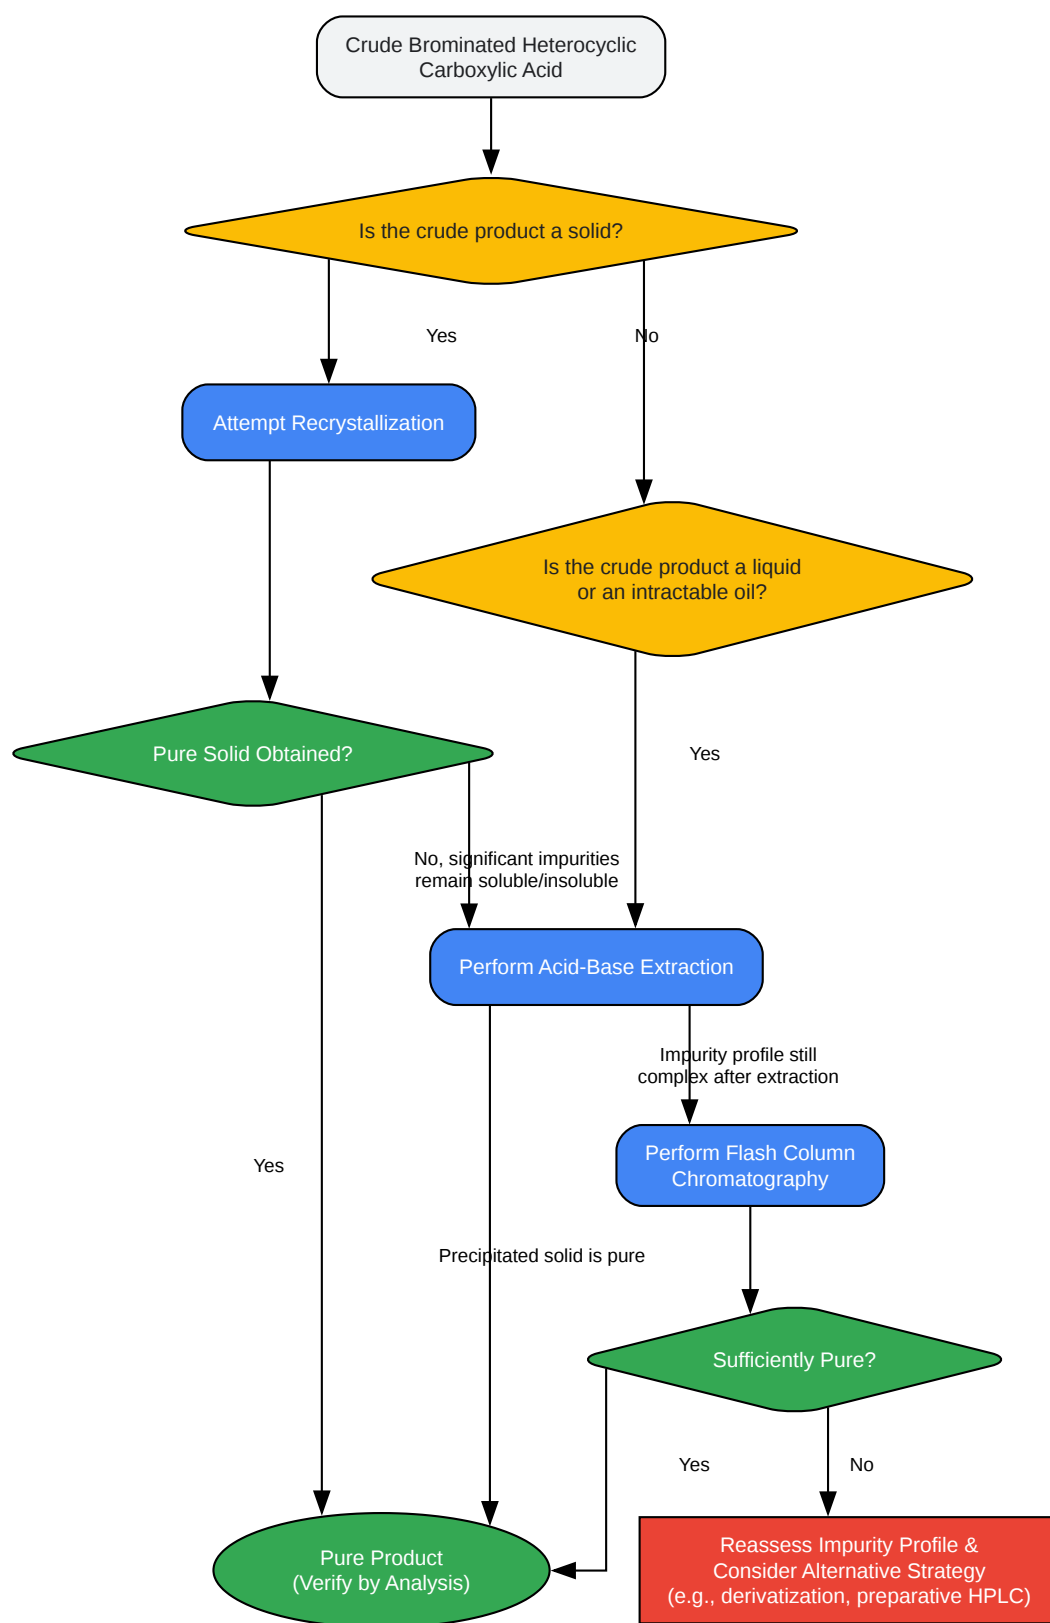 Crude Brominated Heterocyclic
Carboxylic Acid
Is the crude product a solid?
Yes
No
Attempt Recrystallization
Is the crude product a liquid
or an intractable oil?
Pure Solid Obtained?
Yes
No, significant impurities
remain soluble/insoluble
Perform Acid-Base Extraction
Impurity profile still
complex after extraction
Perform Flash Column
Chromatography
Yes
Precipitated solid is pure
Sufficiently Pure?
Yes
No
Pure Product
(Verify by Analysis)
Reassess Impurity Profile &
Consider Alternative Strategy
(e.g., derivatization, preparative HPLC)